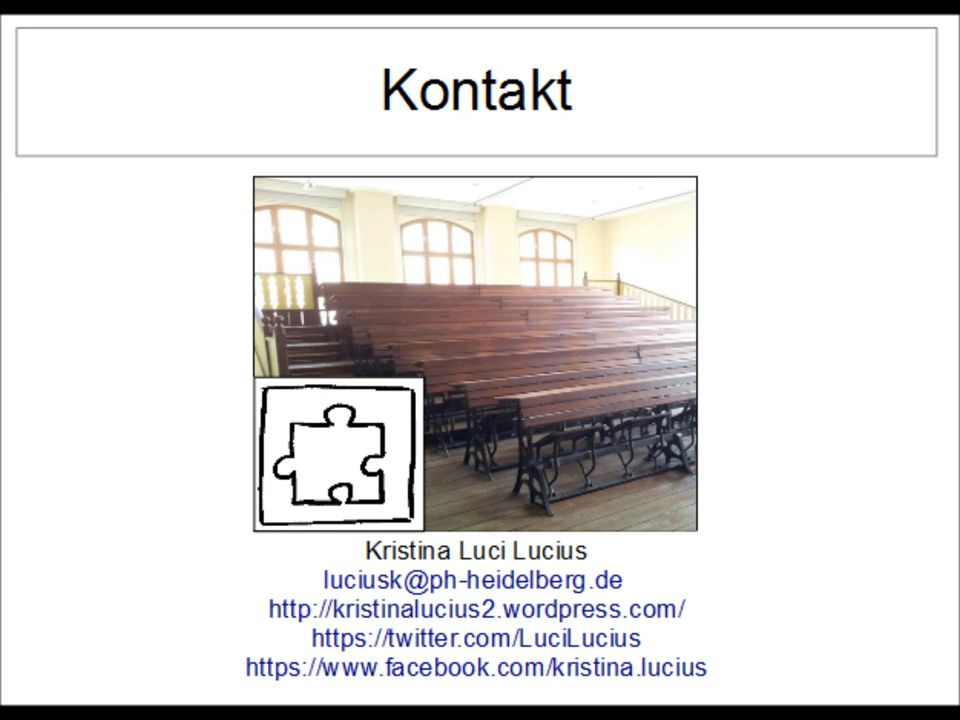 Kontakt
Kristina Luci Lucius
luciusk@ph-heidelberg.de
http://kristinalucius2.wordpress.com/
https://twitter.com/LuciLucius
https://www.facebook.com/kristina.lucius